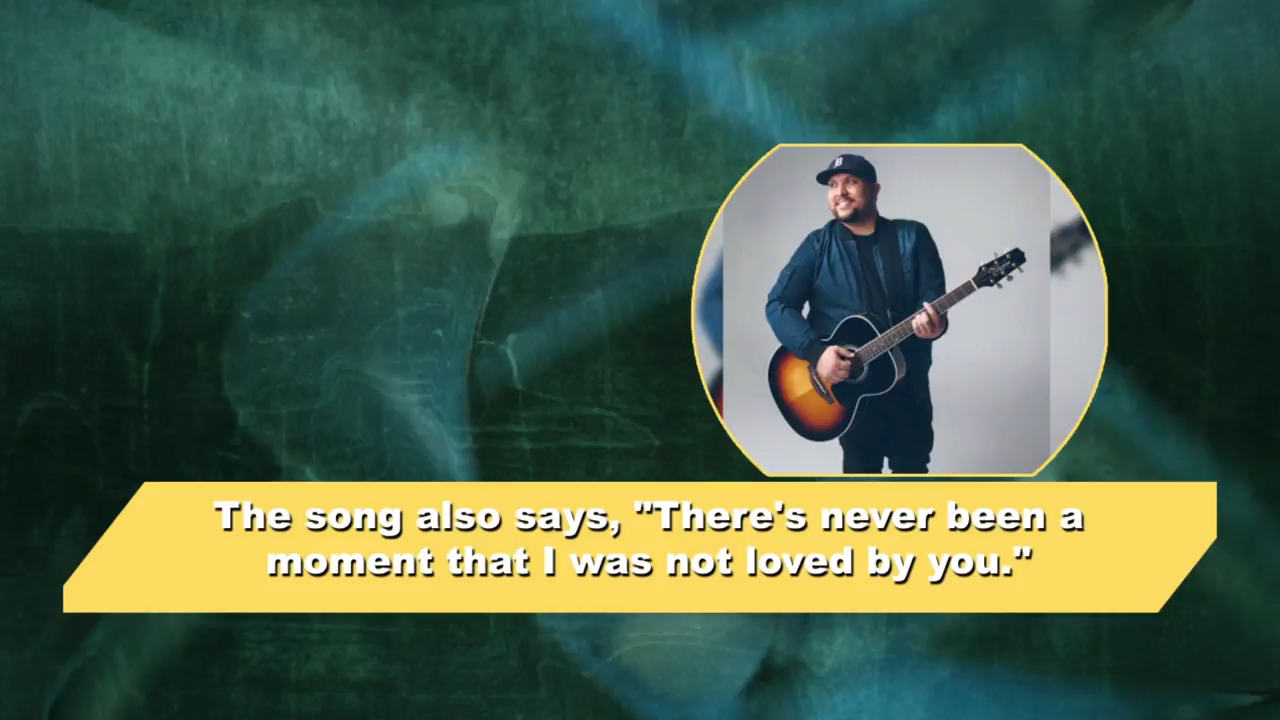 The song also says, "There's never been a
moment that I was not loved by you."